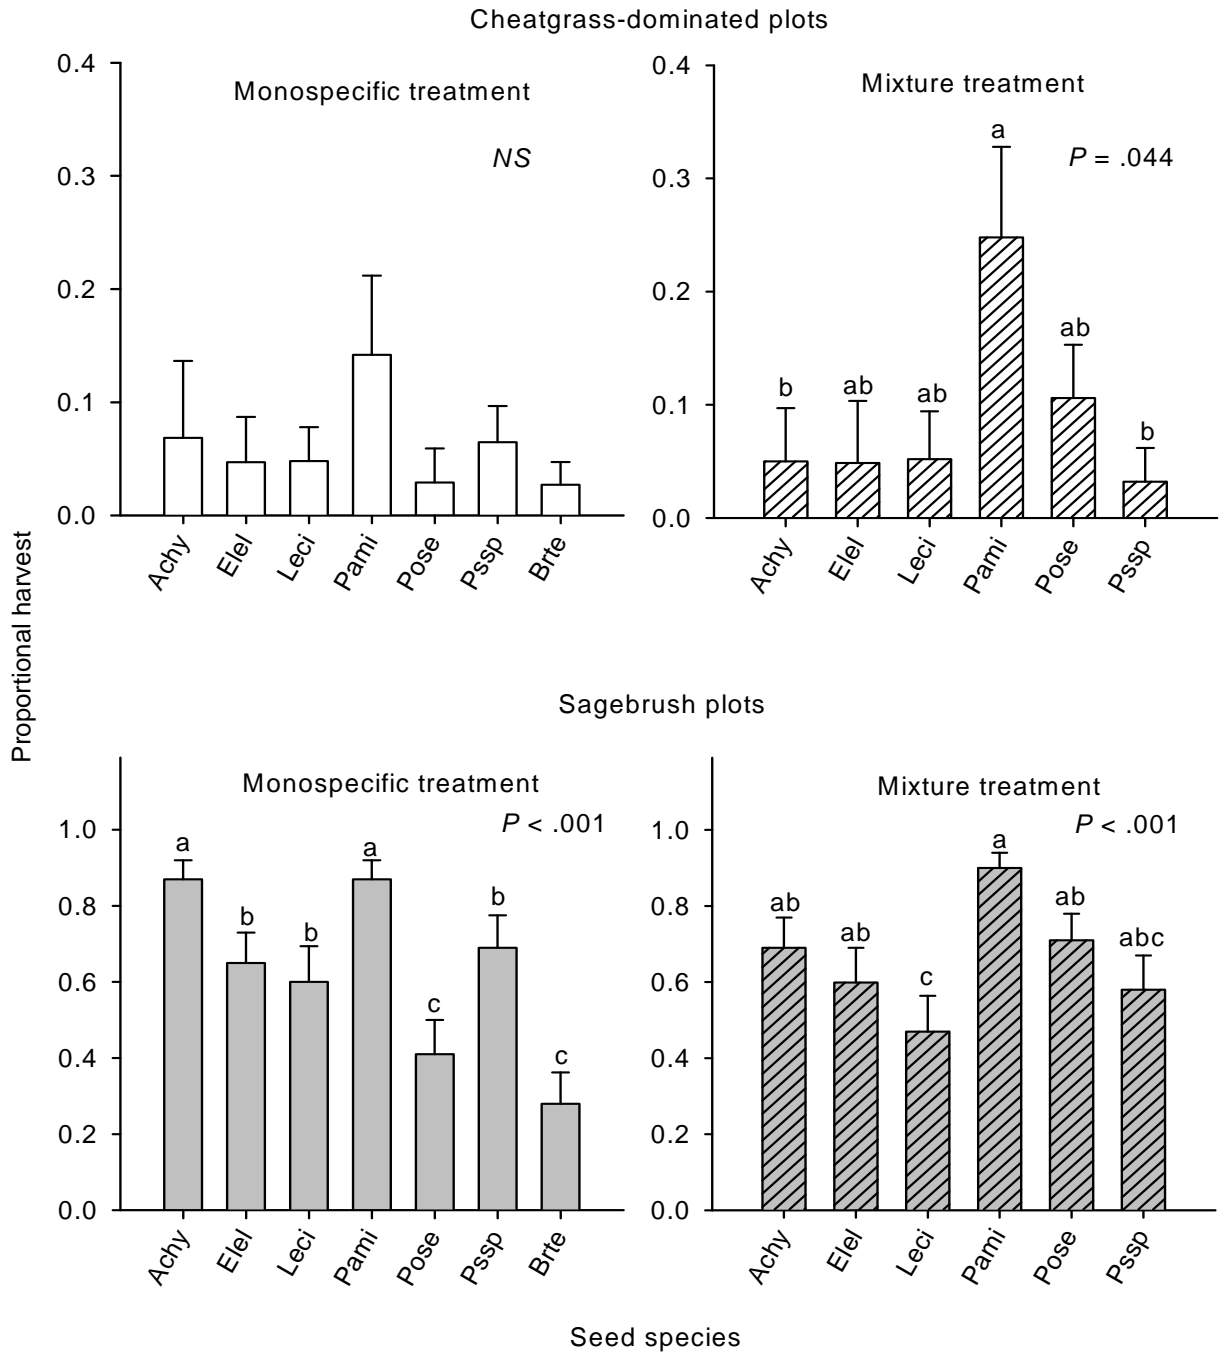 Cheatgrass-dominated plots
Monospecific treatment
NS
0.4
0.3
0.2
0.1
0.0
Achy Elel Leci Pami Pose Pssp Brte
Mixture treatment
P = .044
0.4
0.3
0.2
0.1
0.0
b ab ab a ab b
Achy Elel Leci Pami Pose Pssp
Proportional harvest
Sagebrush plots
Monospecific treatment
P < .001
1.0
0.8
0.6
0.4
0.2
0.0
a b b a c b c
Achy Elel Leci Pami Pose Pssp Brte
Mixture treatment
P < .001
1.0
0.8
0.6
0.4
0.2
0.0
ab ab c a ab abc
Achy Elel Leci Pami Pose Pssp
Seed species